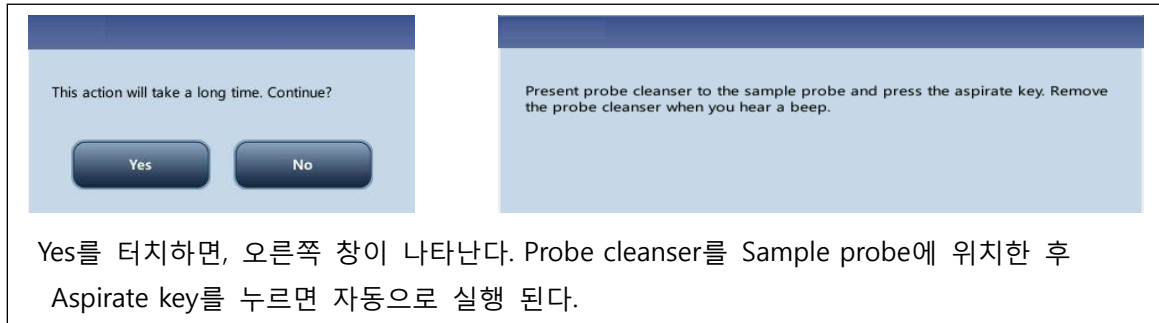 This action will take a long time. Continue?
Yes
No
Present probe cleanser to the sample probe and press the aspirate key. Remove
the probe cleanser when you hear a beep.
Yes를 터치하면, 오른쪽 창이 나타난다. Probe cleanser를 Sample probe에 위치한 후
Aspirate key를 누르면 자동으로 실행 된다.